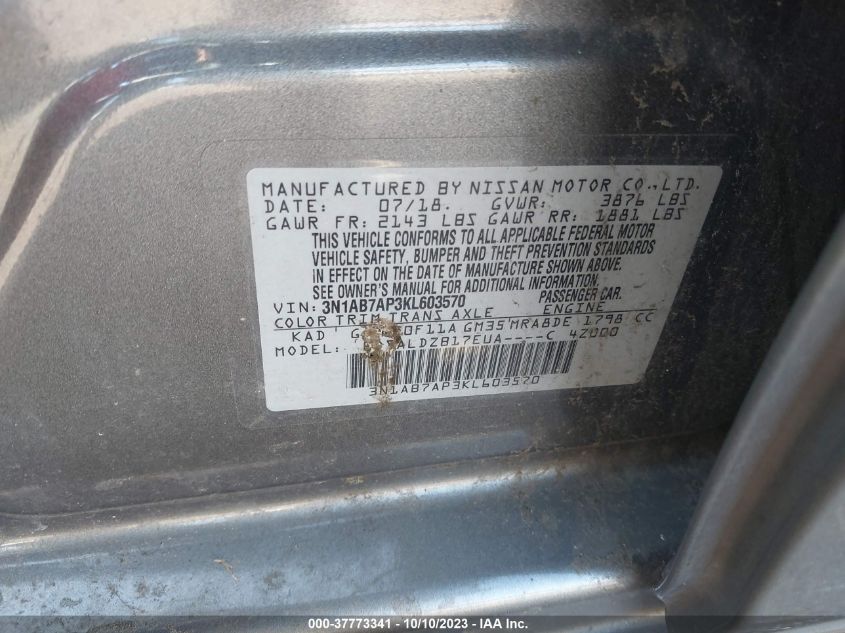 MANUFACTURED BY NISSAN MOTOR CO.,LTD.
DATE: 07/18. GVWR: 3876 LBS
GAWR FR: 2143 LBS GAWR RR: 1881 LBS
THIS VEHICLE CONFORMS TO ALL APPLICABLE FEDERAL MOTOR
VEHICLE SAFETY, BUMPER AND THEFT PREVENTION STANDARDS
IN EFFECT ON THE DATE OF MANUFACTURE SHOWN ABOVE.
SEE OWNER'S MANUAL FOR ADDITIONAL INFORMATION.
VIN: 3N1AB7AP3KL603570 PASSENGER CAR.
COLOR TRIM TRANS AXLE ENGINE
KAD GM35 MRA8DE 1798 CC
MODEL: 42000
3N1AB7AP3KL603570
000-37773341 - 10/10/2023 - IAA Inc.